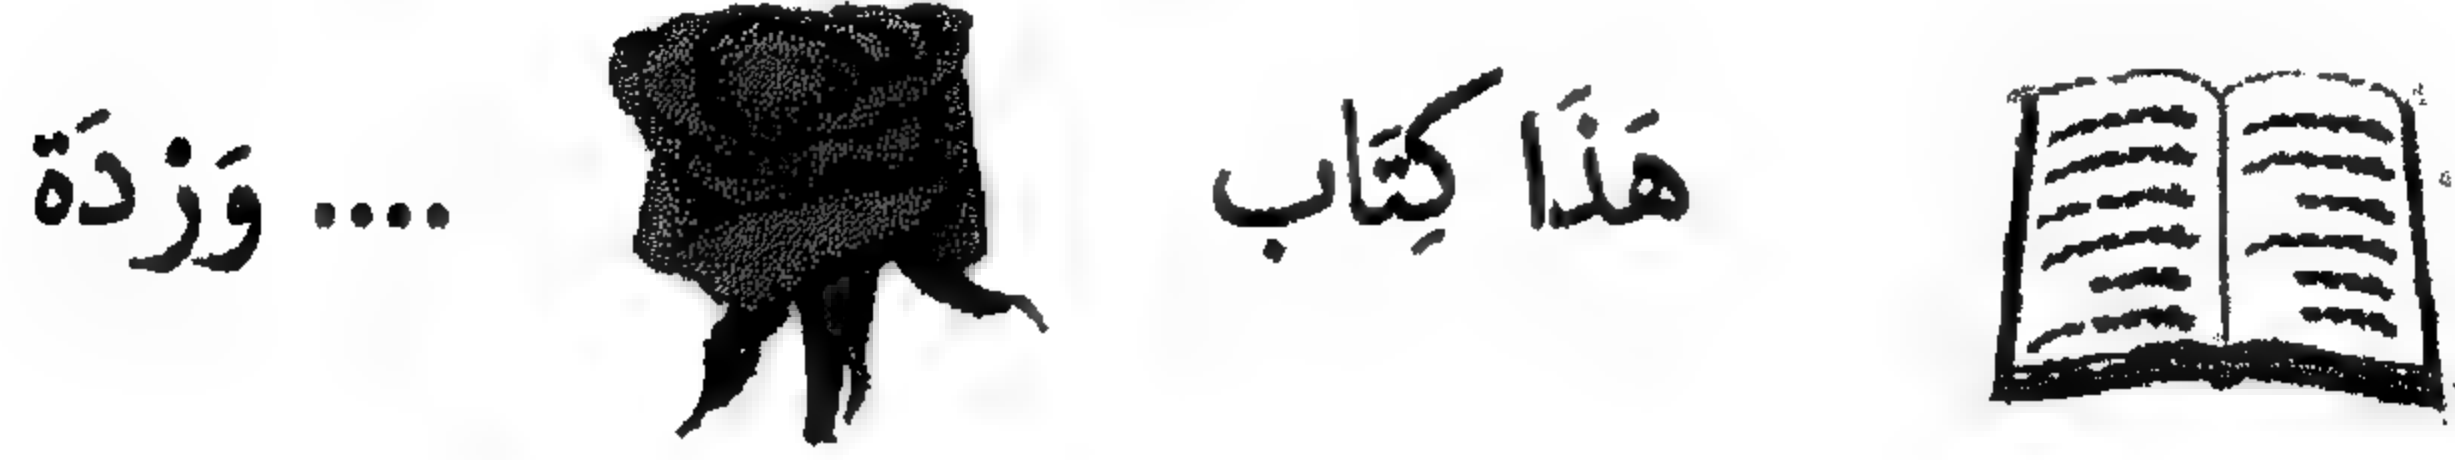 هَذَا كِتَاب .... وَرْدَة